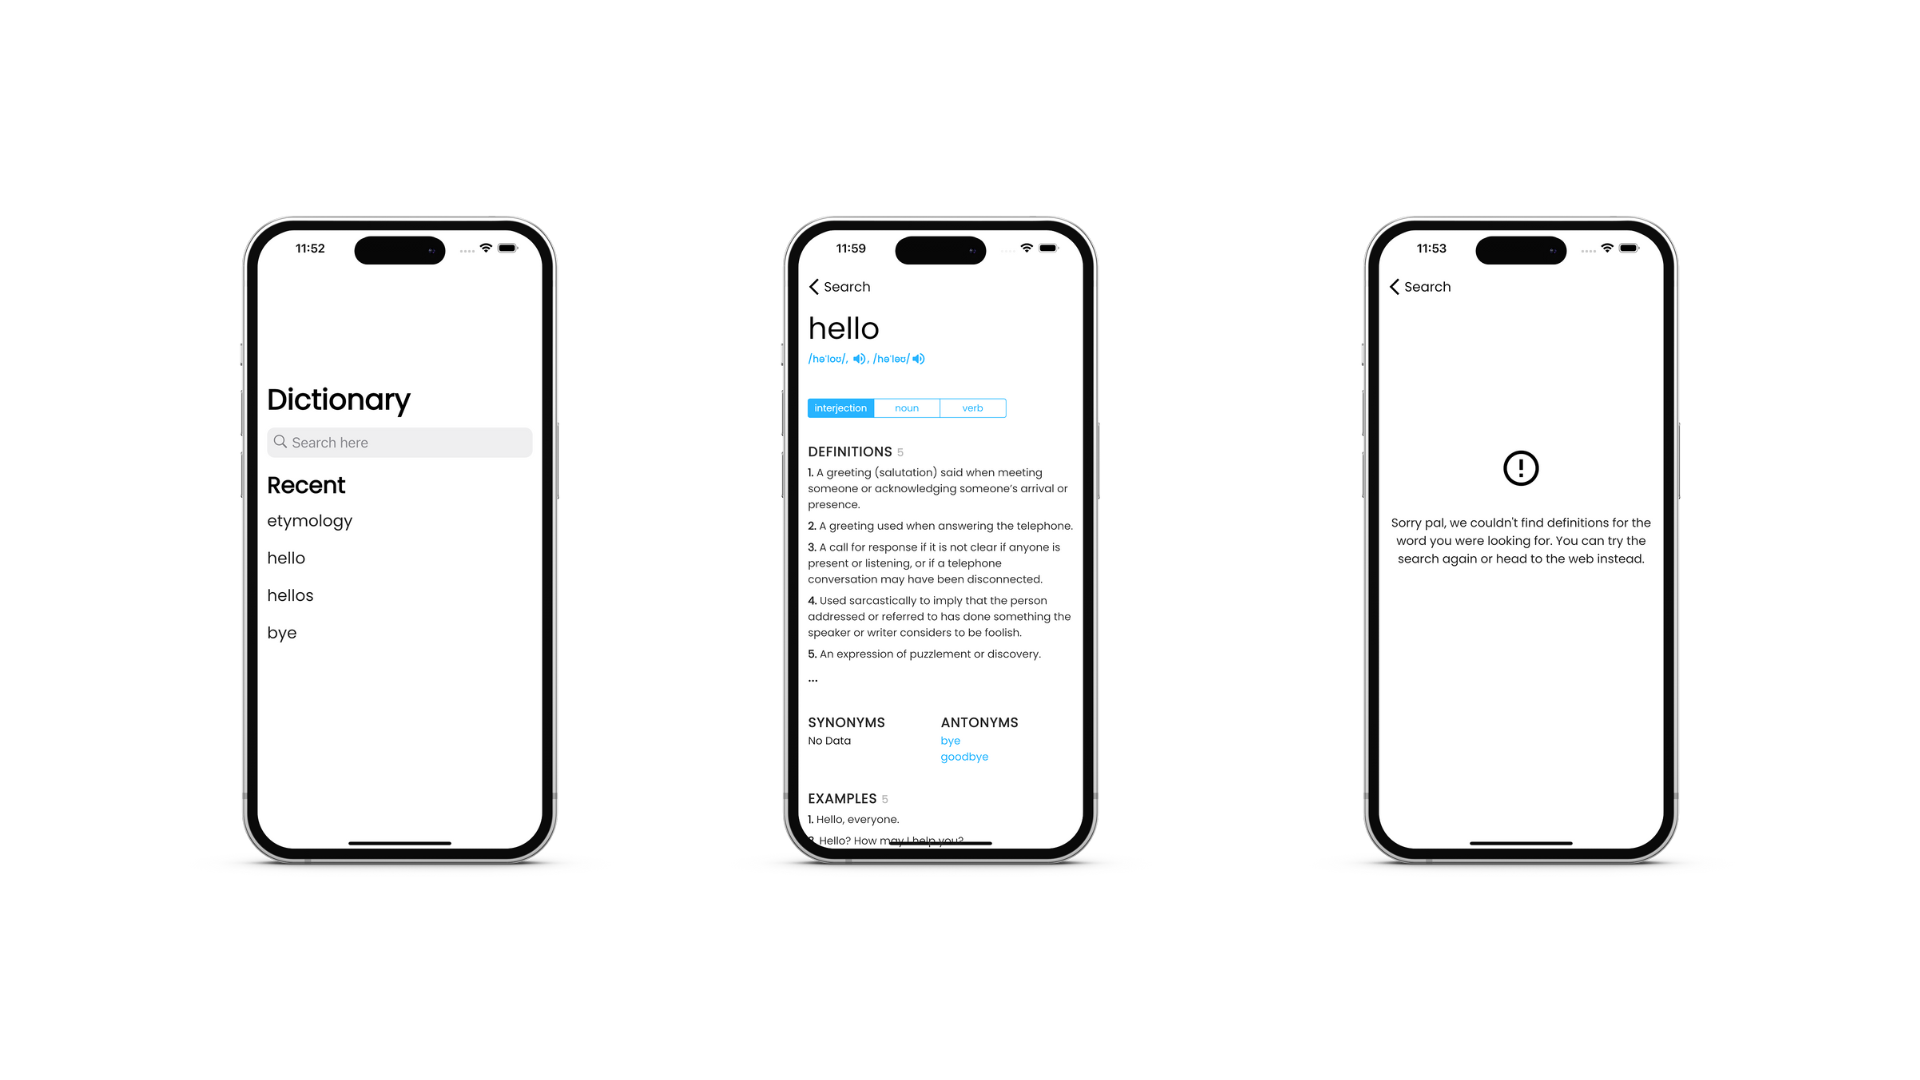 11:52
Dictionary
Search here
Recent
etymology
hello
hellos
bye
11:59
Search
hello
/həˈloʊ/, , /həˈləʊ/
interjection noun verb
DEFINITIONS 5
1. A greeting (salutation) said when meeting
someone or acknowledging someone’s arrival or
presence.
2. A greeting used when answering the telephone.
3. A call for response if it is not clear if anyone is
present or listening, or if a telephone
conversation may have been disconnected.
4. Used sarcastically to imply that the person
addressed or referred to has done something the
speaker or writer considers to be foolish.
5. An expression of puzzlement or discovery.
...
SYNONYMS ANTONYMS
No Data bye
goodbye
EXAMPLES 5
1. Hello, everyone.
2. Hello? How may I help you?
11:53
Search
Sorry pal, we couldn't find definitions for the
word you were looking for. You can try the
search again or head to the web instead.